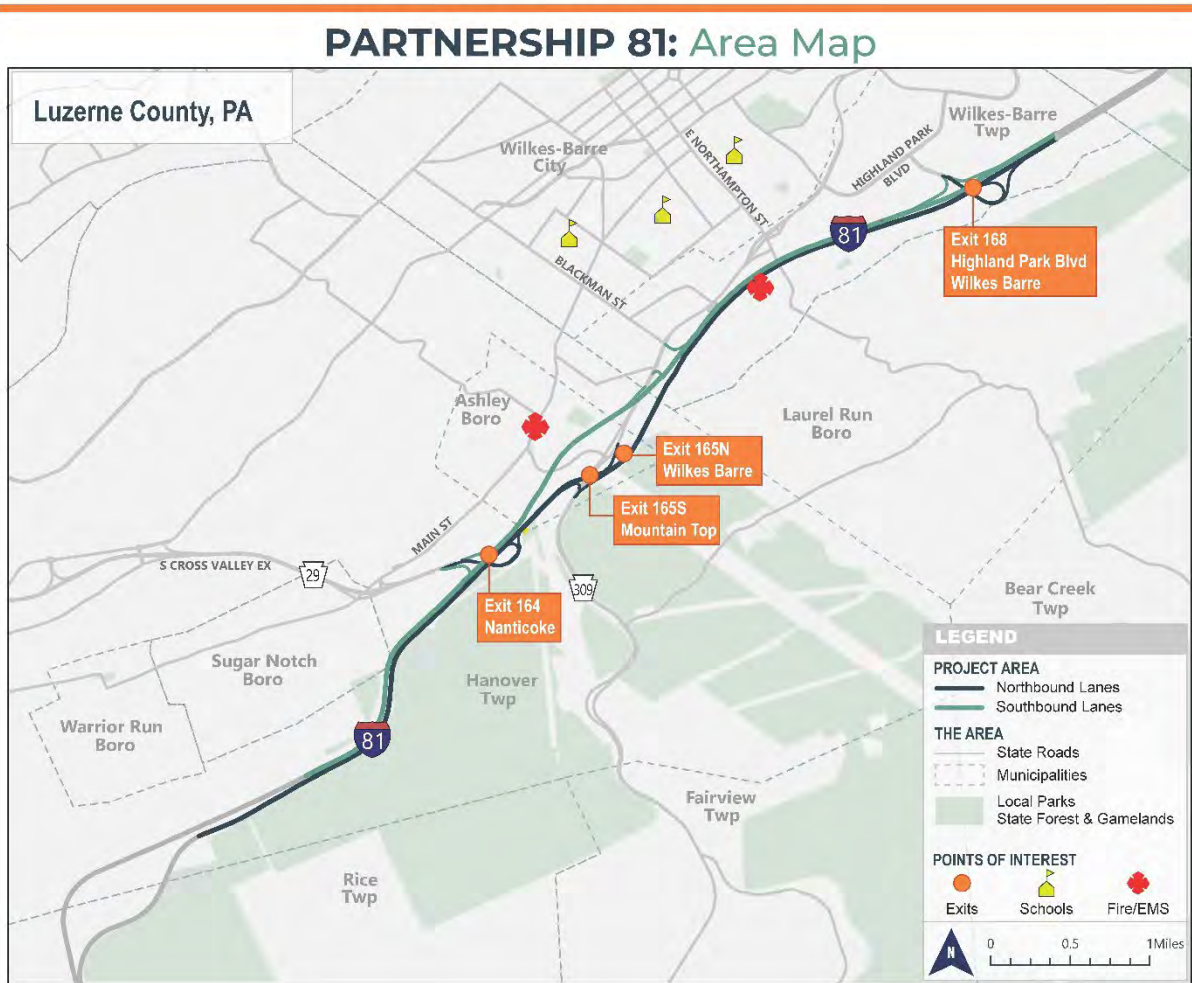 PARTNERSHIP 81: Area Map
Luzerne County, PA
Wilkes-Barre
Twp
Wilkes-Barre
City
E NORTHAMPTON ST
HIGHLAND PARK
BLVD
81
Exit 168
Highland Park Blvd
Wilkes Barre
BLACKMAN ST
Ashley
Boro
Laurel Run
Boro
Exit 165N
Wilkes Barre
Exit 165S
Mountain Top
MAIN ST
S CROSS VALLEY EX
29
309
Exit 164
Nanticoke
Bear Creek
Twp
Sugar Notch
Boro
Hanover
Twp
Warrior Run
Boro
81
Fairview
Twp
Rice
Twp
LEGEND
PROJECT AREA
Northbound Lanes
Southbound Lanes
THE AREA
State Roads
Municipalities
Local Parks
State Forest & Gamelands
POINTS OF INTEREST
Exits Schools Fire/EMS
N
0 0.5 1Miles